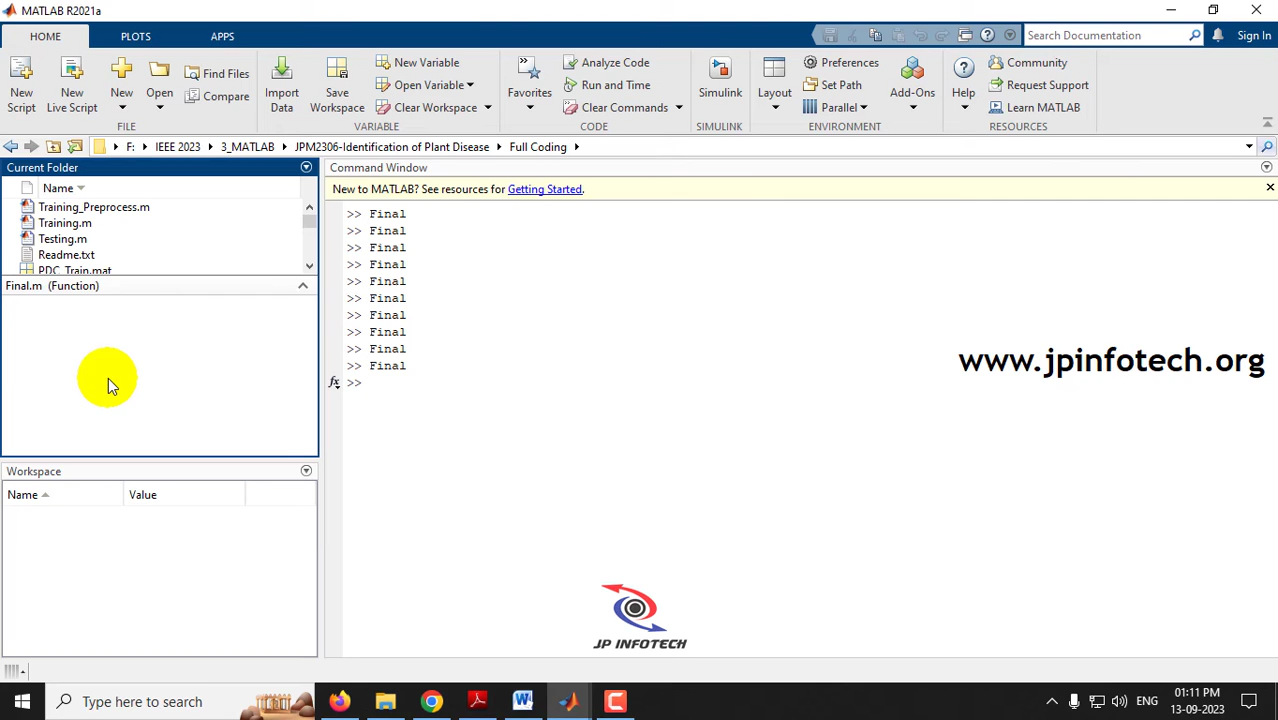 MATLAB R2021a
HOME PLOTS APPS Search Documentation Sign In
New Script New Live Script New Open Find Files Compare FILE
Import Data Save Workspace New Variable Open Variable Clear Workspace VARIABLE
Favorites Analyze Code Run and Time Clear Commands CODE
Simulink SIMULINK
Layout Preferences Set Path Parallel Add-Ons ENVIRONMENT
Help Community Request Support Learn MATLAB RESOURCES
F: IEEE 2023 3_MATLAB JPM2306-Identification of Plant Disease Full Coding
Current Folder
Name
Training_Preprocess.m
Training.m
Testing.m
Readme.txt
PDC_Train.mat
Final.m (Function)
Workspace
Name Value
Command Window
New to MATLAB? See resources for Getting Started.
>> Final
>> Final
>> Final
>> Final
>> Final
>> Final
>> Final
>> Final
>> Final
>> Final
fx >>
www.jpinfotech.org
JP INFOTECH
Type here to search
ENG
01:11 PM
13-09-2023